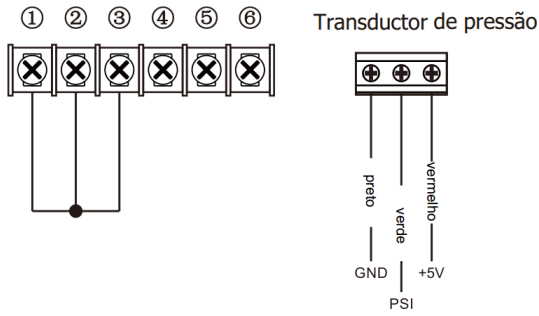 ① ② ③ ④ ⑤ ⑥
Transductor de pressão
preto
verde
vermelho
GND
PSI
+5V